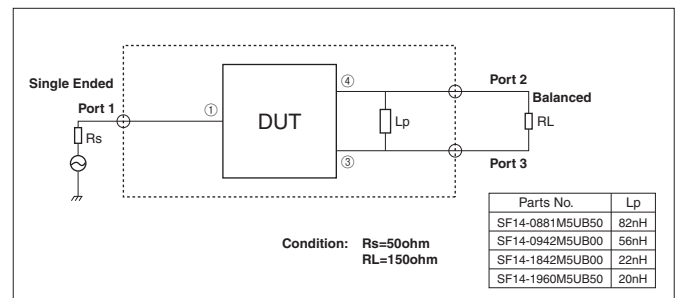 Single Ended
Port 1
Rs
①
DUT
④
③
Lp
Port 2
Balanced
RL
Port 3
Condition: Rs=50ohm
RL=150ohm
Parts No. Lp
SF14-0881M5UB50 82nH
SF14-0942M5UB00 56nH
SF14-1842M5UB00 22nH
SF14-1960M5UB50 20nH